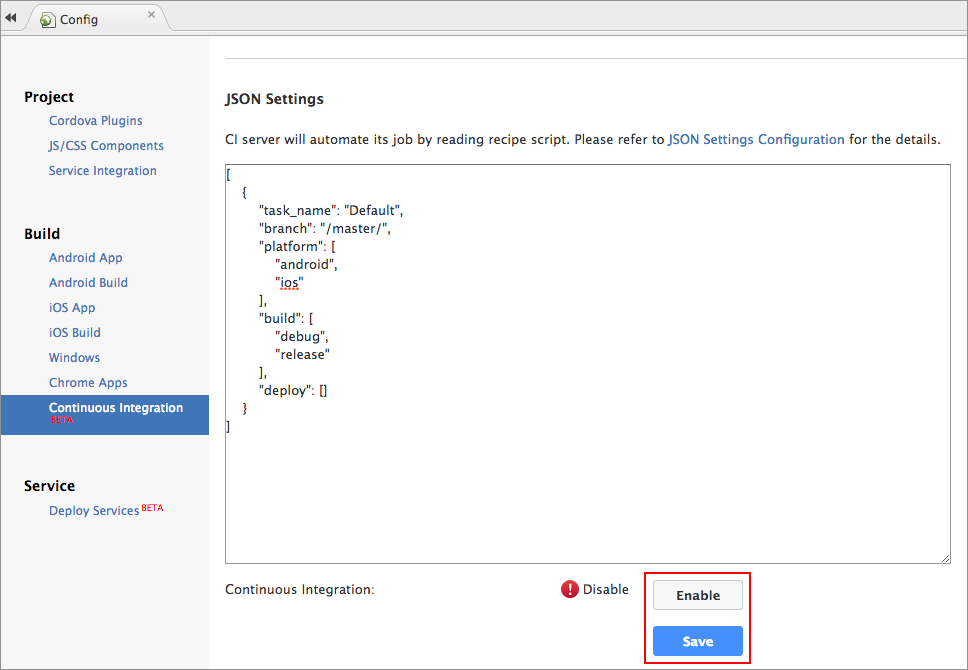 Config
Project
Cordova Plugins
JS/CSS Components
Service Integration
Build
Android App
Android Build
iOS App
iOS Build
Windows
Chrome Apps
Continuous Integration
BETA
Service
Deploy Services BETA
JSON Settings
CI server will automate its job by reading recipe script. Please refer to JSON Settings Configuration for the details.
[
{
"task_name": "Default",
"branch": "/master/",
"platform": [
"android",
"ios"
],
"build": [
"debug",
"release"
],
"deploy": []
}
]
Continuous Integration:
Disable
Enable
Save